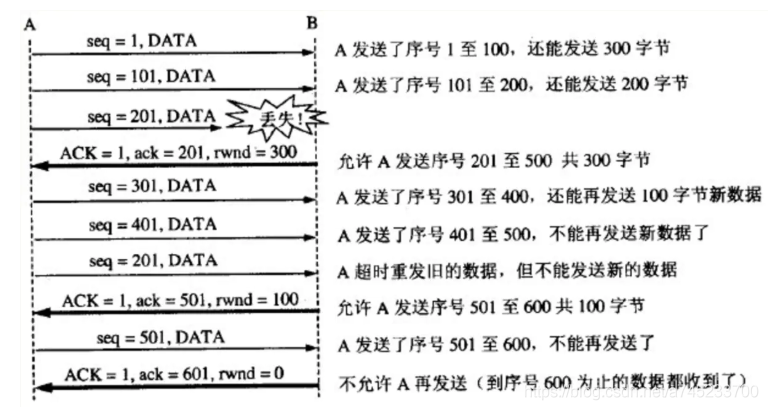 A B
seq = 1, DATA A 发送了序号 1 至 100，还能发送 300 字节
seq = 101, DATA A 发送了序号 101 至 200，还能发送 200 字节
seq = 201, DATA 丢失!
ACK = 1, ack = 201, rwnd = 300 允许 A 发送序号 201 至 500 共 300 字节
seq = 301, DATA A 发送了序号 301 至 400，还能再发送 100 字节新数据
seq = 401, DATA A 发送了序号 401 至 500，不能再发送新数据了
seq = 201, DATA A 超时重发旧的数据，但不能发送新的数据
ACK = 1, ack = 501, rwnd = 100 允许 A 发送序号 501 至 600 共 100 字节
seq = 501, DATA A 发送了序号 501 至 600，不能再发送了
ACK = 1, ack = 601, rwnd = 0 不允许 A 再发送（到序号 600 为止的数据都收到了）
https://blog.csdn.net/a745233700